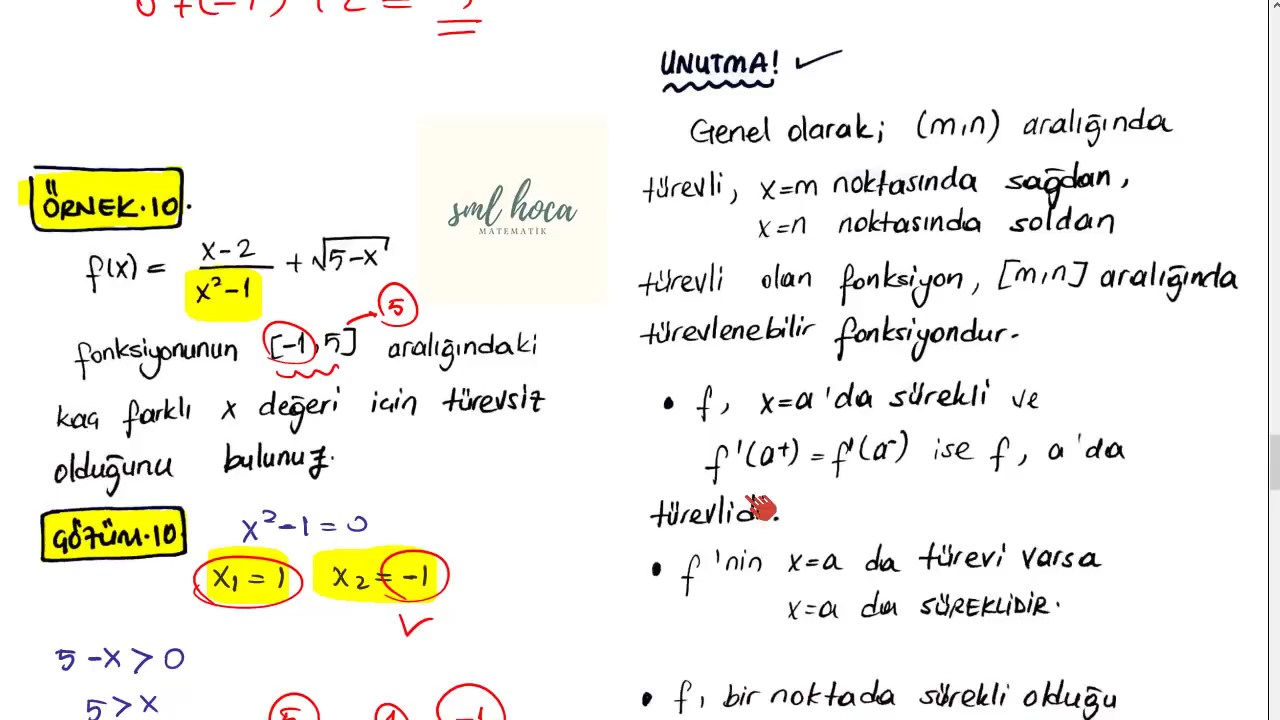 ÖRNEK.10.
f(x) = x-2 / x²-1 + √5-x
fonksiyonunun [-1,5] aralığındaki
5
kaç farklı x değeri için türevsiz
olduğunu bulunuz.
ÇÖZÜM.10
x²-1=0
x₁ = 1 x₂ = -1
5-x > 0
5 > x
5 1 -1
sml hoca
MATEMATİK
UNUTMA!
Genel olarak; (m,n) aralığında
türevli, x=m noktasında sağdan,
x=n noktasında soldan
türevli olan fonksiyon, [m,n] aralığında
türevlenebilir fonksiyondur.
• f, x=a'da sürekli ve
f'(a⁺) = f'(a⁻) ise f, a'da
• f'nin x=a da türevi varsa
x=a da SÜREKLİDİR.
• f, bir noktada sürekli olduğu